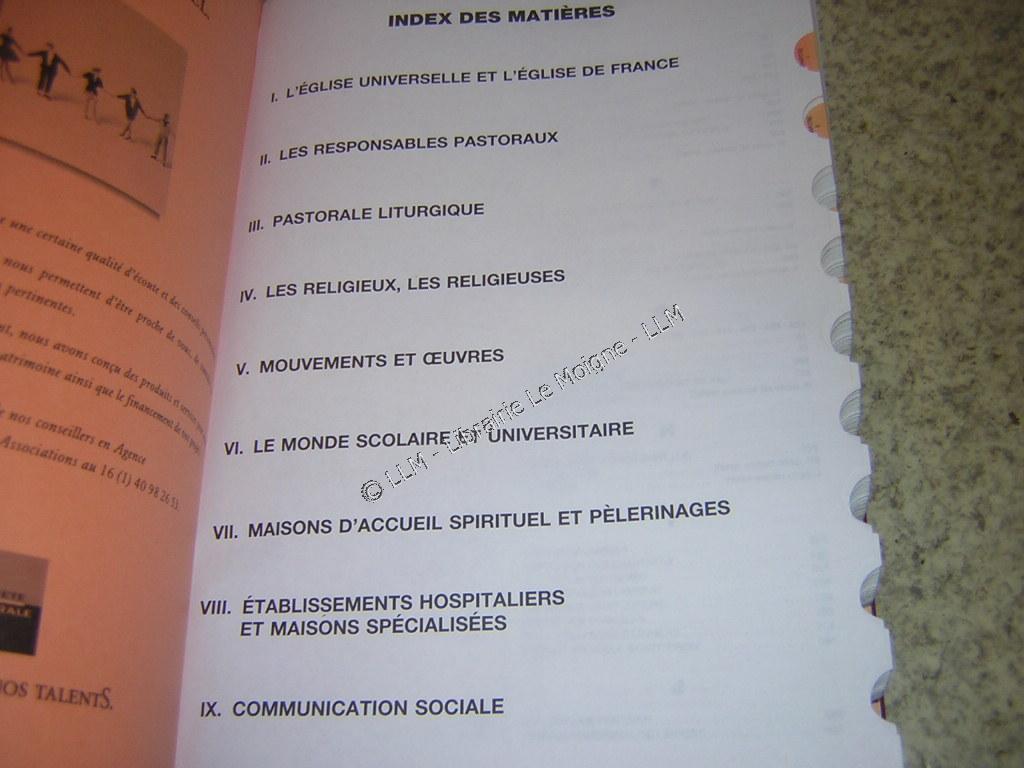 une certaine qualité d'écoute et des conseils
nous permettent d'être proche de vous, de
pertinentes.
nous avons conçu des produits et services
patrimoine ainsi que le financement de vos projets.
nos conseillers en Agence
Associations au 16 (1) 40 98 26 53.
NOS TALENTS.
INDEX DES MATIÈRES
I. L'ÉGLISE UNIVERSELLE ET L'ÉGLISE DE FRANCE
II. LES RESPONSABLES PASTORAUX
III. PASTORALE LITURGIQUE
IV. LES RELIGIEUX, LES RELIGIEUSES
V. MOUVEMENTS ET ŒUVRES
VI. LE MONDE SCOLAIRE ET UNIVERSITAIRE
VII. MAISONS D'ACCUEIL SPIRITUEL ET PÈLERINAGES
VIII. ÉTABLISSEMENTS HOSPITALIERS
ET MAISONS SPÉCIALISÉES
IX. COMMUNICATION SOCIALE
© LLM - Librairie Le Moigne - LLM